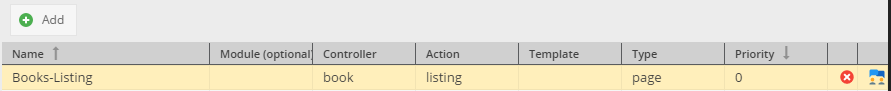 Add
Name Module (optional) Controller Action Template Type Priority
Books-Listing book listing page 0